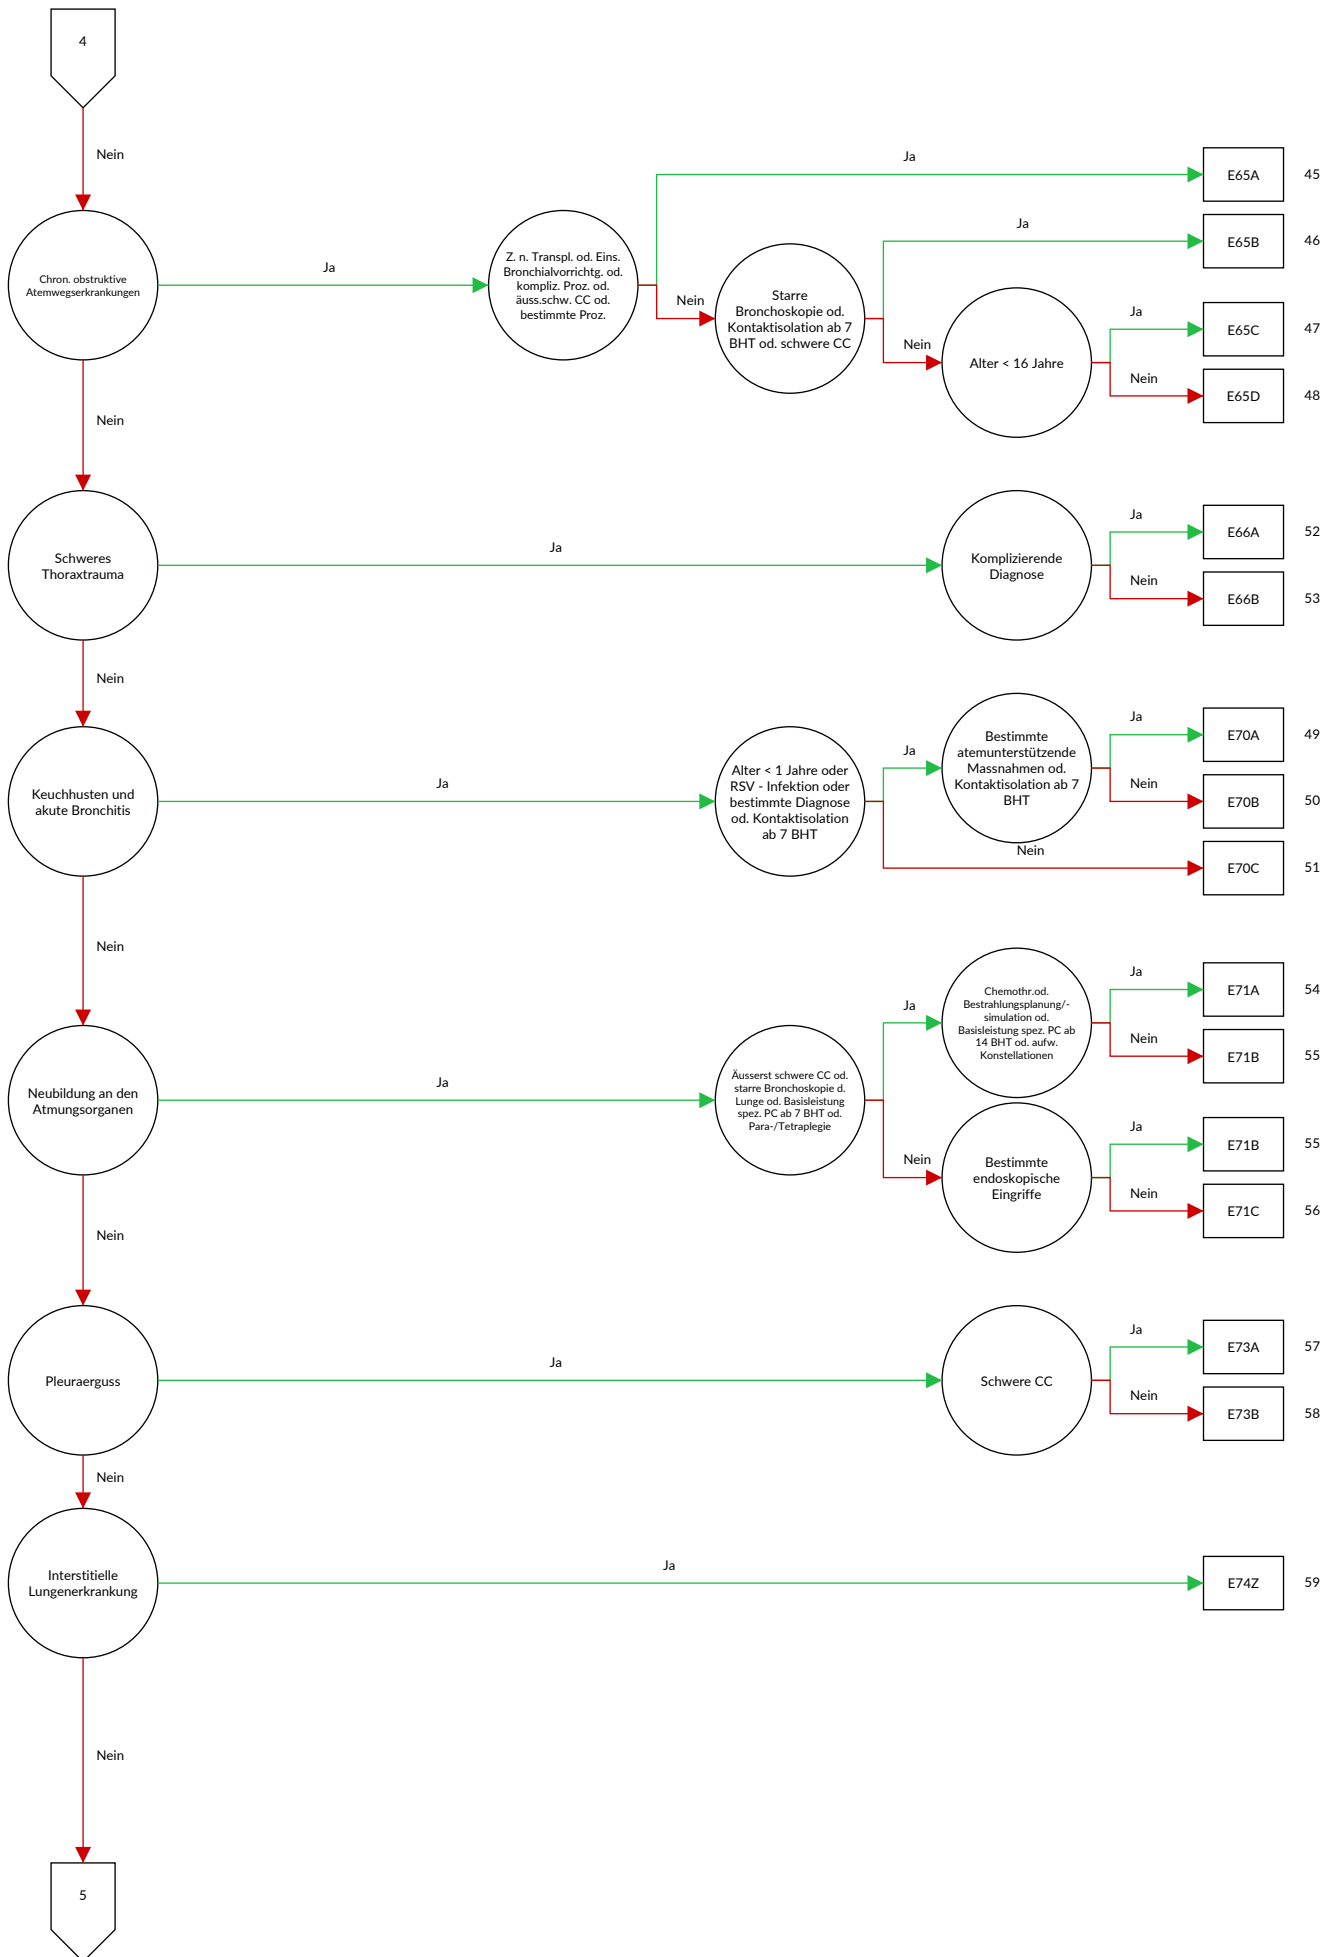 4
Nein
Ja
E65A
45
Ja
E65B
46
Chron. obstruktive
Atemwegserkrankungen
Ja
Z. n. Transpl. od. Eins.
Bronchialvorrichtg. od.
kompliz. Proz. od.
äuss.schw. CC od.
bestimmte Proz.
Nein
Starre
Bronchoskopie od.
Kontaktisolation ab 7
BHT od. schwere CC
Nein
Alter < 16 Jahre
Ja
E65C
47
Nein
E65D
48
Nein
Schweres
Thoraxtrauma
Ja
Komplizierende
Diagnose
Ja
E66A
52
Nein
E66B
53
Nein
Keuchhusten und
akute Bronchitis
Ja
Alter < 1 Jahre oder
RSV - Infektion oder
bestimmte Diagnose
od. Kontaktisolation
ab 7 BHT
Ja
Bestimmte
atemunterstützende
Massnahmen od.
Kontaktisolation ab 7
BHT
Ja
E70A
49
Nein
E70B
50
Nein
E70C
51
Nein
Neubildung an den
Atmungsorganen
Ja
Äusserst schwere CC od.
starre Bronchoskopie d.
Lunge od. Basisleistung
spez. PC ab 7 BHT od.
Para-/Tetraplegie
Ja
Chemothr.od.
Bestrahlungsplanung/-
simulation od.
Basisleistung spez. PC ab
14 BHT od. aufw.
Konstellationen
Ja
E71A
54
Nein
E71B
55
Nein
Bestimmte
endoskopische
Eingriffe
Ja
E71B
55
Nein
E71C
56
Nein
Pleuraerguss
Ja
Schwere CC
Ja
E73A
57
Nein
E73B
58
Nein
Interstitielle
Lungenerkrankung
Ja
E74Z
59
Nein
5